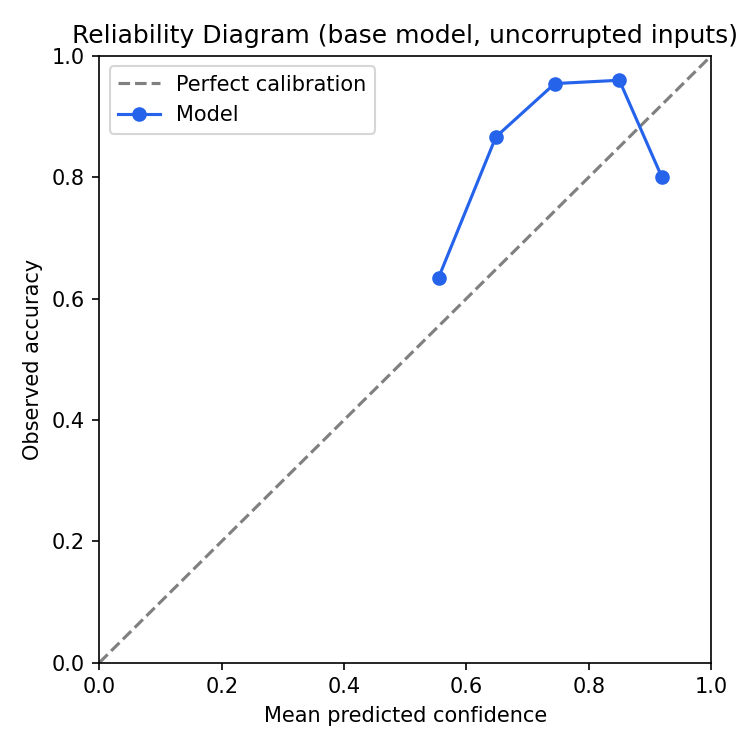 Reliability Diagram (base model, uncorrupted inputs)
Perfect calibration
Model
Observed accuracy
1.0
0.8
0.6
0.4
0.2
0.0
0.0 0.2 0.4 0.6 0.8 1.0
Mean predicted confidence